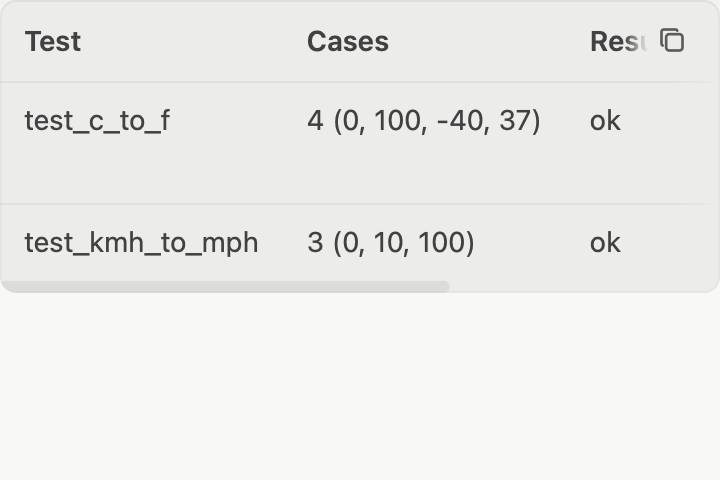 Test Cases
test_c_to_f 4 (0, 100, -40, 37) ok
test_kmh_to_mph 3 (0, 10, 100) ok